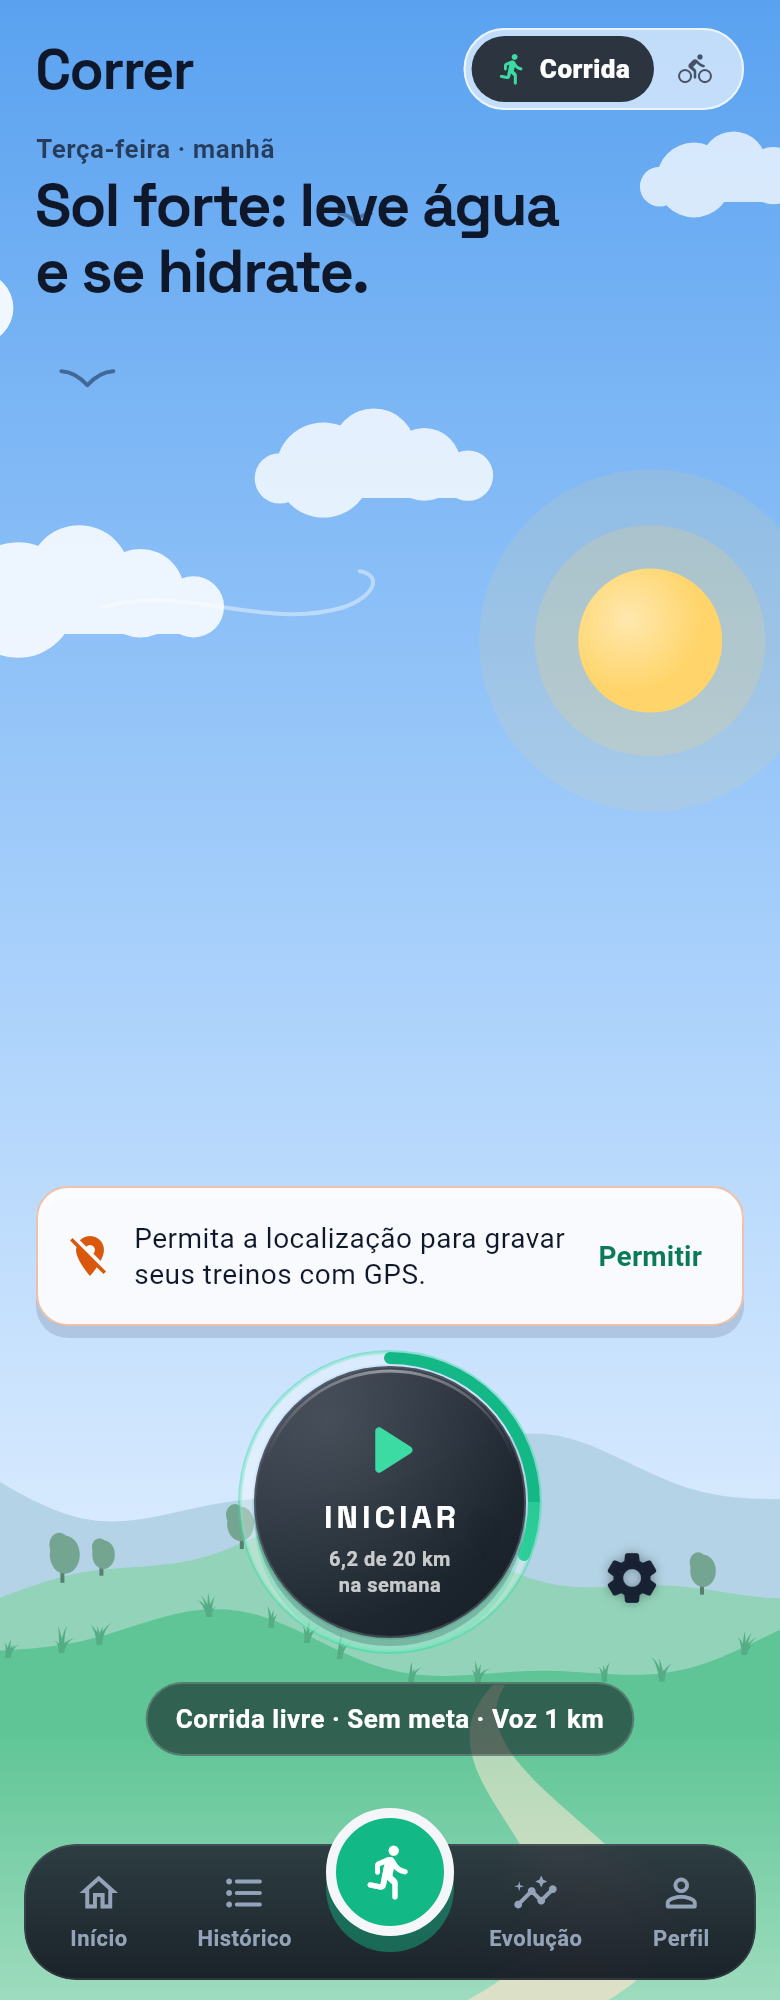 Correr
Corrida
Terça-feira · manhã
Sol forte: leve água
e se hidrate.
Permita a localização para gravar
seus treinos com GPS.
Permitir
INICIAR
6,2 de 20 km
na semana
Corrida livre · Sem meta · Voz 1 km
Início
Histórico
Evolução
Perfil